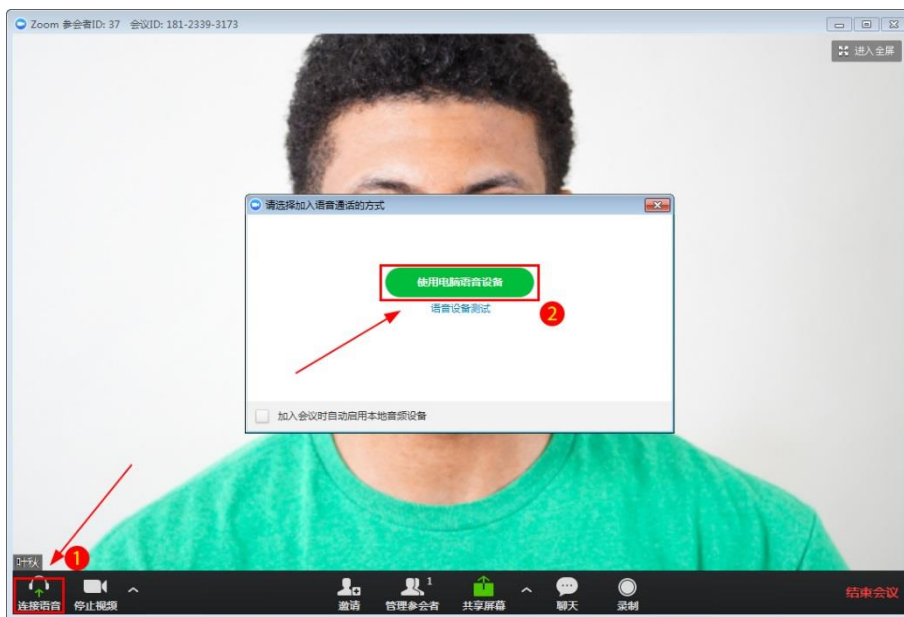 Zoom 参会者ID: 37 会议ID: 181-2339-3173
进入全屏
请选择加入语音通话的方式
使用电脑语音设备
语音设备测试
2
加入会议时自动启用本地音频设备
叶秋
1
连接语音 停止视频 邀请 管理参会者 1 共享屏幕 聊天 录制 结束会议